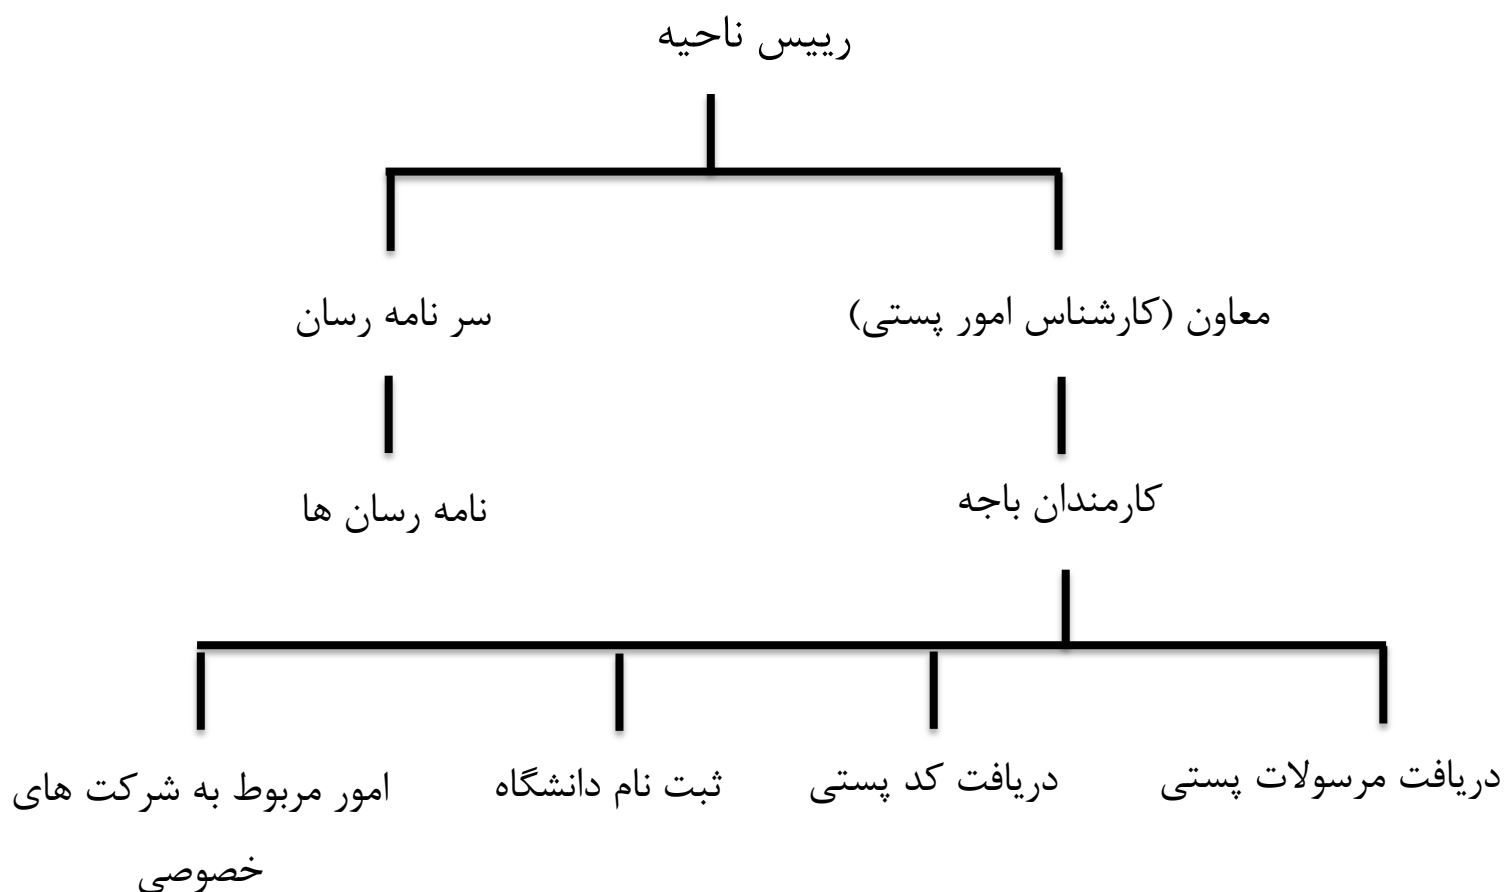 رییس ناحیه
معاون (کارشناس امور پستی)
سر نامه رسان
کارمندان باجه
نامه رسان ها
دریافت مرسولات پستی
دریافت کد پستی
ثبت نام دانشگاه
امور مربوط به شرکت های
خصوصی